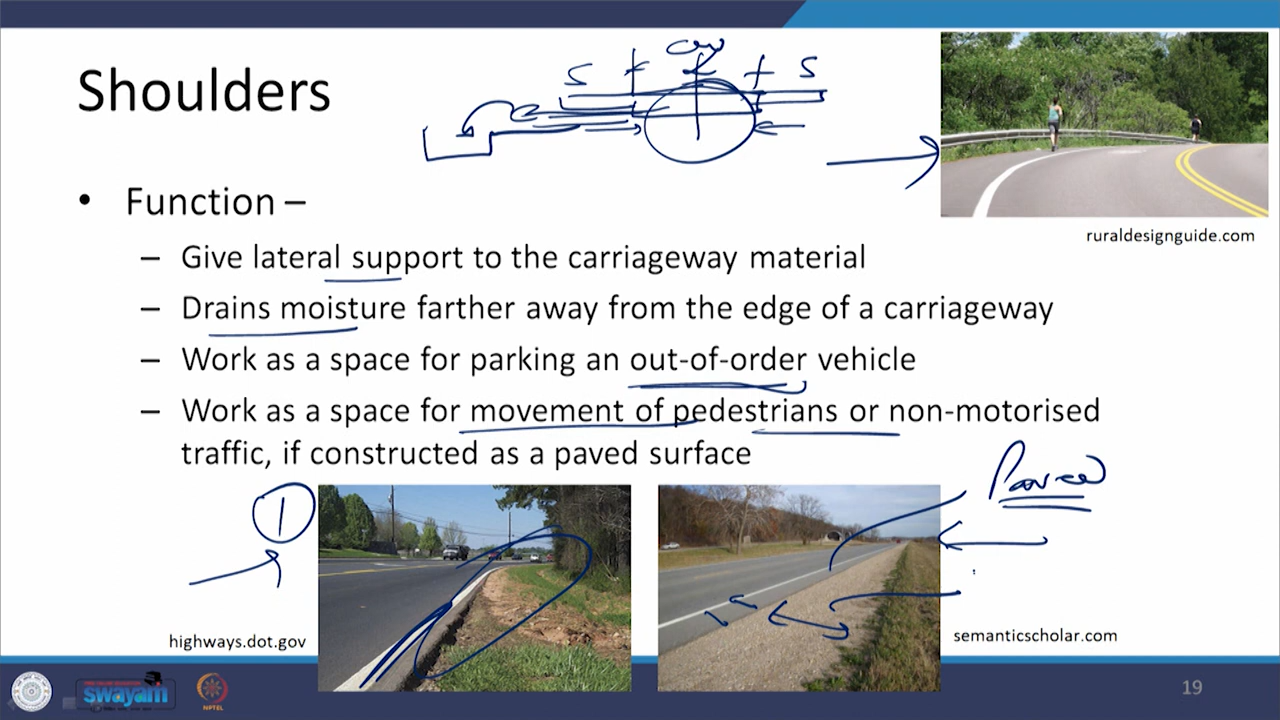 Shoulders
S CW S
ruraldesignguide.com
• Function –
– Give lateral support to the carriageway material
– Drains moisture farther away from the edge of a carriageway
– Work as a space for parking an out-of-order vehicle
– Work as a space for movement of pedestrians or non-motorised
traffic, if constructed as a paved surface
Paved
1
highways.dot.gov
semanticscholar.com
swayam
NPTEL
19